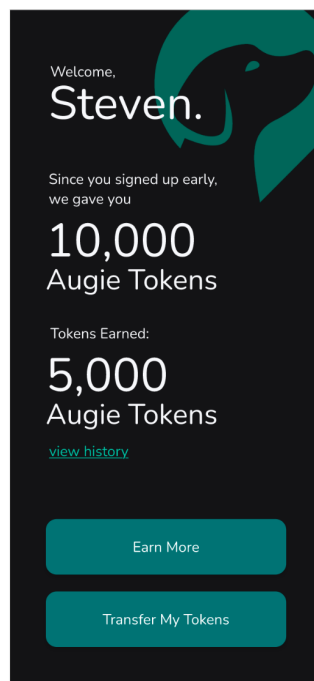 Welcome,
Steven.
Since you signed up early,
we gave you
10,000
Augie Tokens
Tokens Earned:
5,000
Augie Tokens
view history
Earn More
Transfer My Tokens